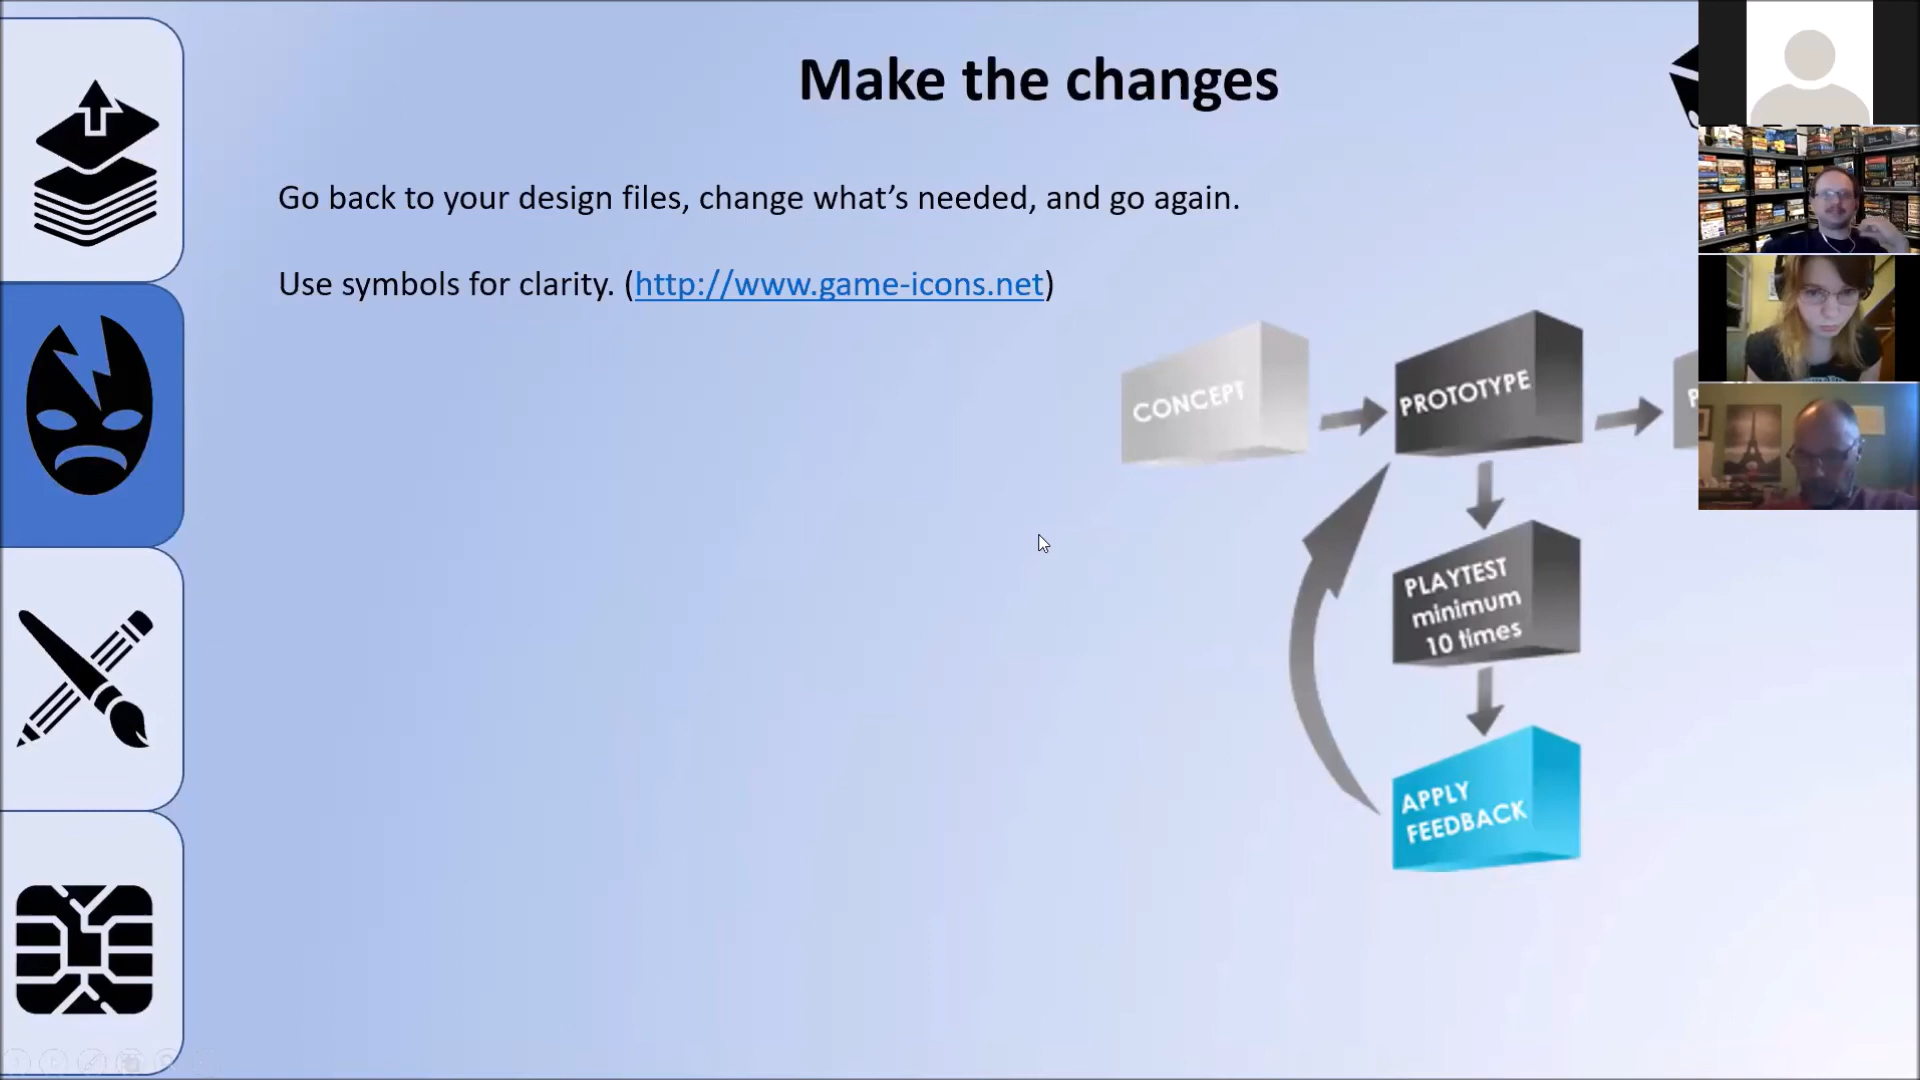 Make the changes
Go back to your design files, change what’s needed, and go again.
Use symbols for clarity. (http://www.game-icons.net)
CONCEPT
PROTOTYPE
P
PLAYTEST
minimum
10 times
APPLY
FEEDBACK